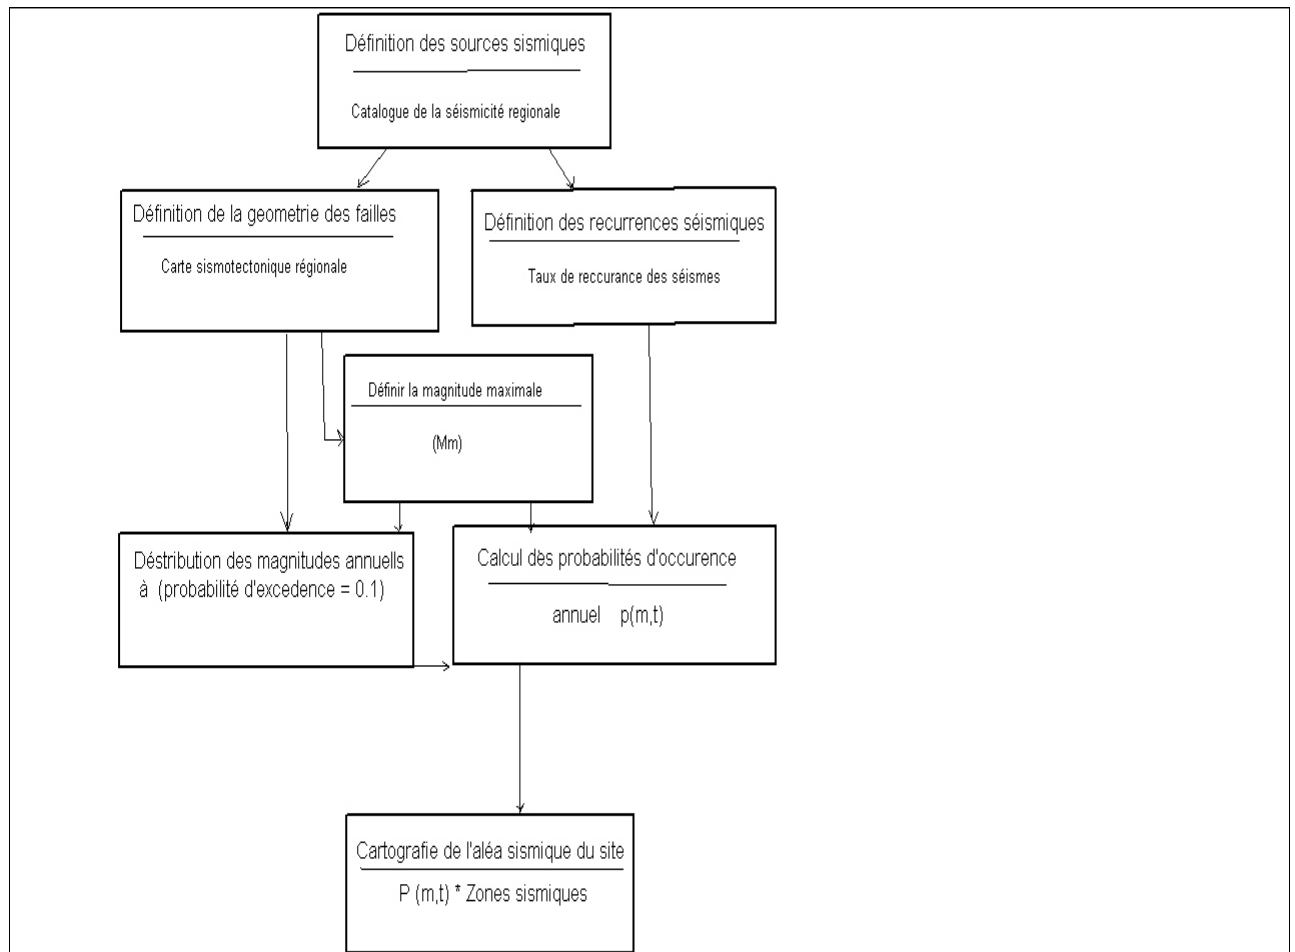 Définition des sources sismiques
Catalogue de la séismicité regionale
Définition de la geometrie des failles
Carte sismotectonique régionale
Définition des recurrences séismiques
Taux de reccurance des séismes
Définir la magnitude maximale
(Mm)
Déstribution des magnitudes annuells
à (probabilité d'excedence = 0.1)
Calcul dès probabilités d'occurence
annuel p(m,t)
Cartografie de l'aléa sismique du site
P (m,t) * Zones sismiques